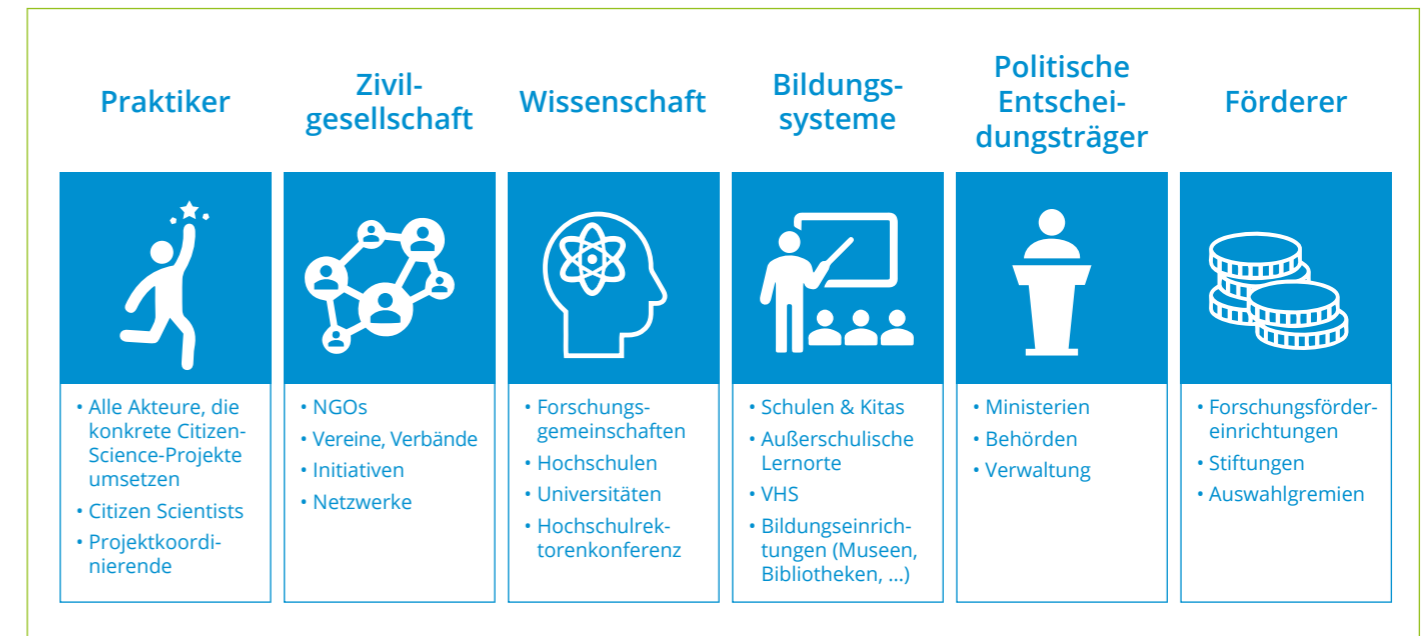 Praktiker
Zivil-
gesellschaft
Wissenschaft
Bildungs-
systeme
Politische
Entschei-
dungsträger
Förderer
• Alle Akteure, die
konkrete Citizen-
Science-Projekte
umsetzen
• Citizen Scientists
• Projektkoordi-
nierende
• NGOs
• Vereine, Verbände
• Initiativen
• Netzwerke
• Forschungs-
gemeinschaften
• Hochschulen
• Universitäten
• Hochschulrek-
torenkonferenz
• Schulen & Kitas
• Außerschulische
Lernorte
• VHS
• Bildungseinrich-
tungen (Museen,
Bibliotheken, ...)
• Ministerien
• Behörden
• Verwaltung
• Forschungsförder-
einrichtungen
• Stiftungen
• Auswahlgremien